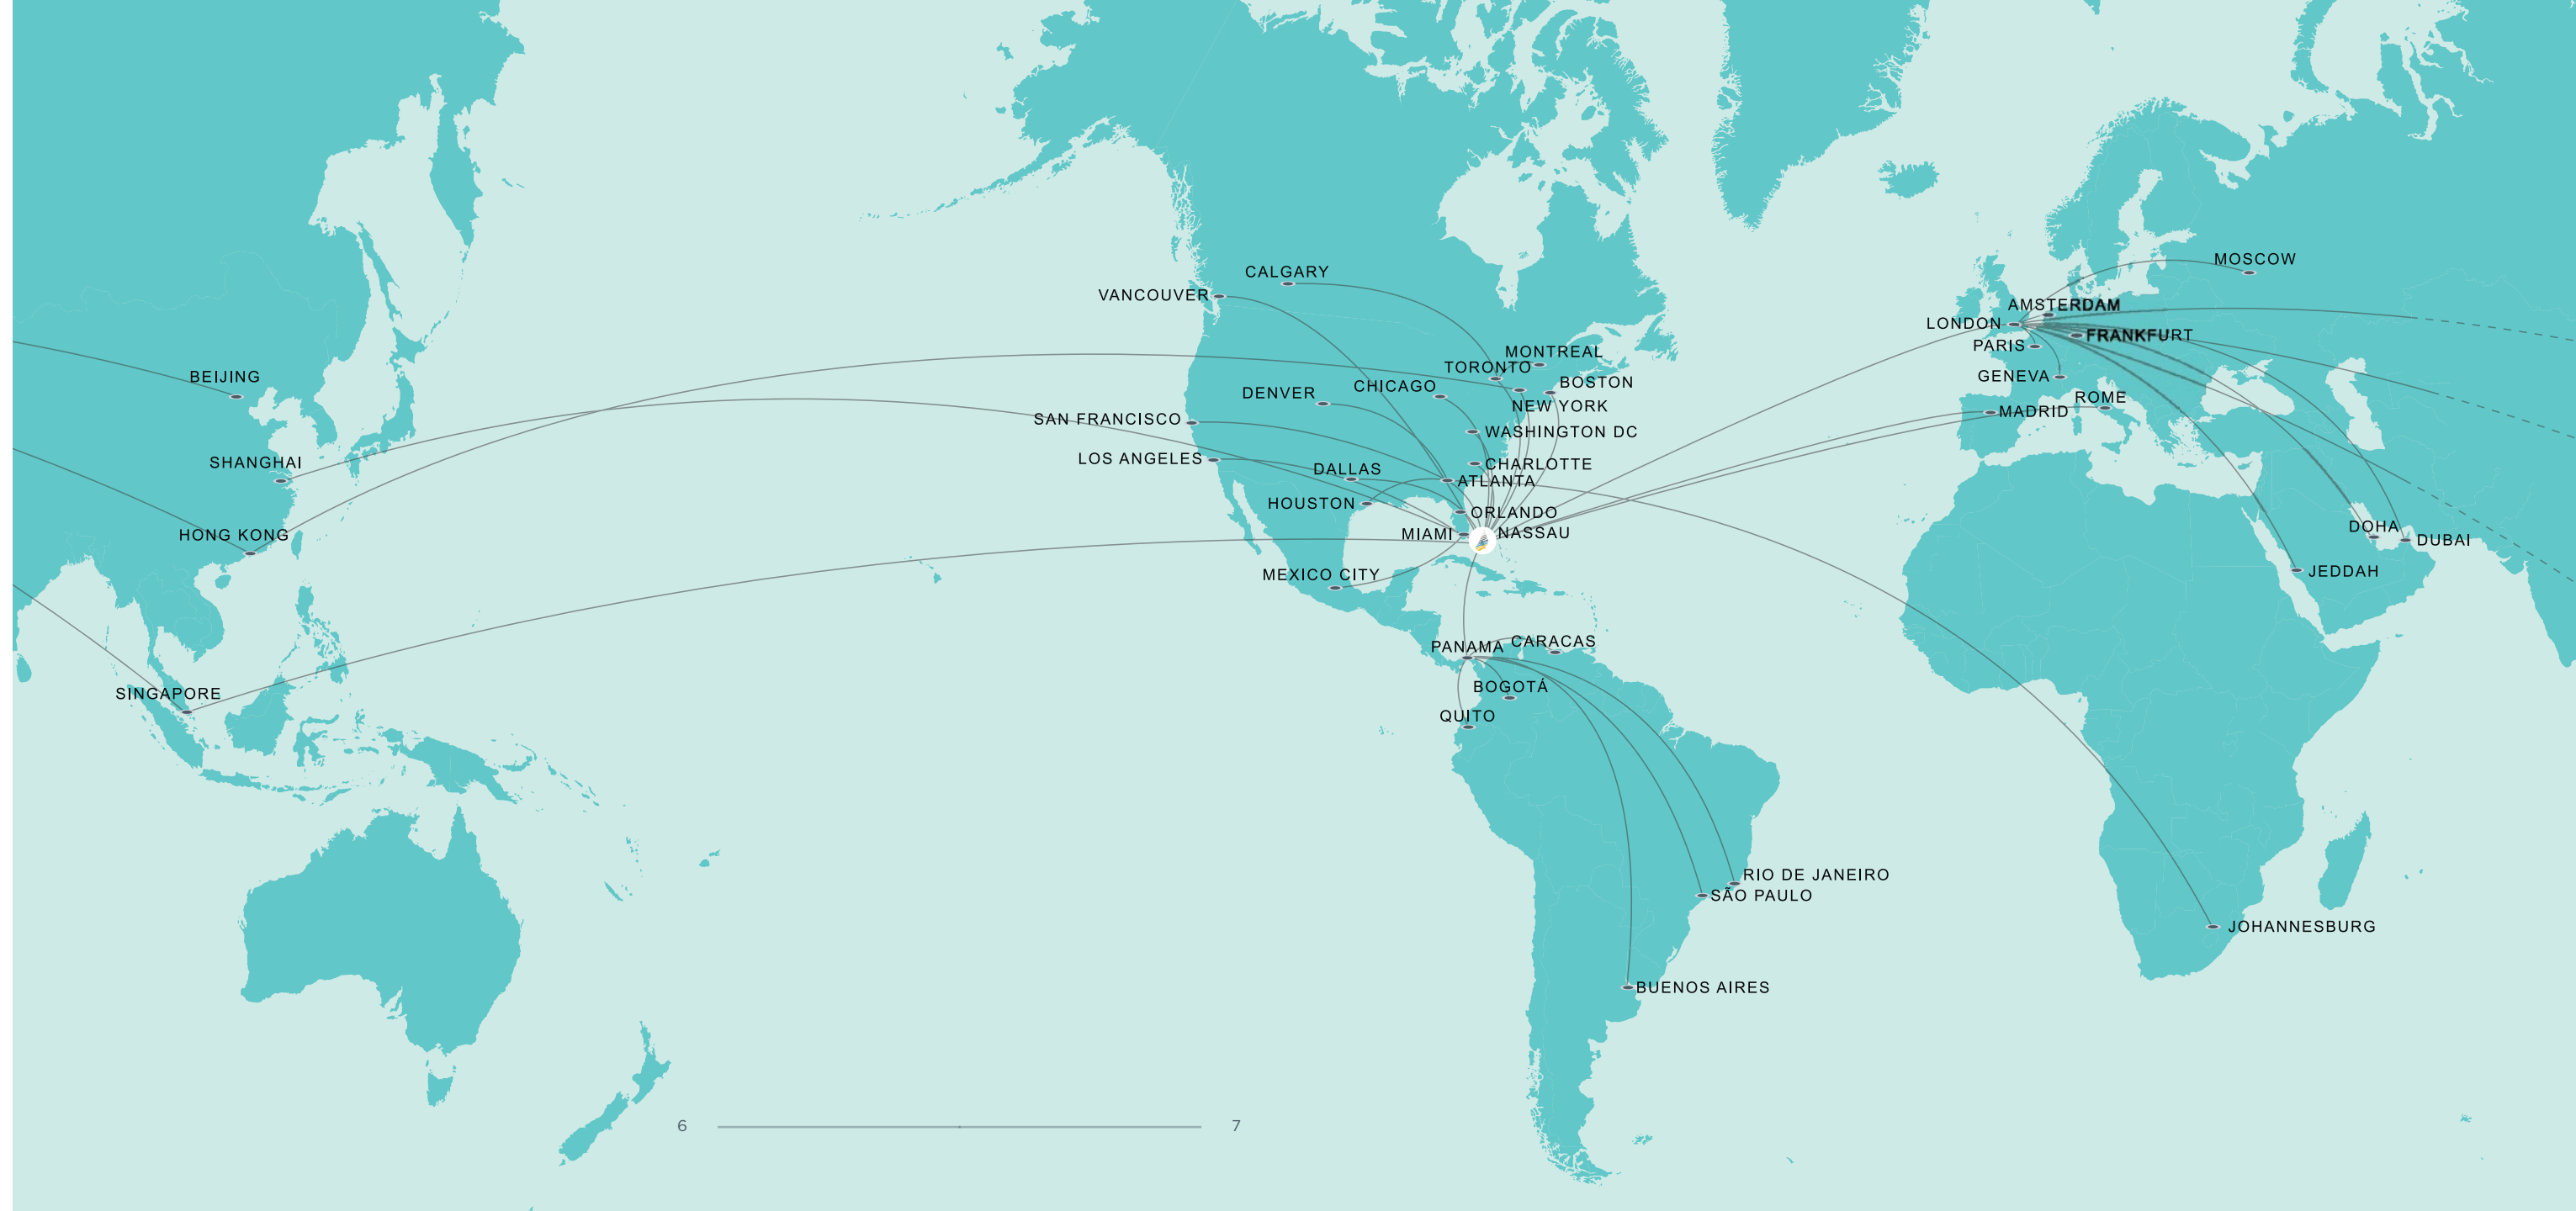 CALGARY
VANCOUVER
MOSCOW
AMSTERDAM
LONDON
FRANKFURT
PARIS
MONTREAL
TORONTO
BEIJING
GENEVA
BOSTON
CHICAGO
DENVER
ROME
NEW YORK
MADRID
SAN FRANCISCO
WASHINGTON DC
LOS ANGELES
SHANGHAI
CHARLOTTE
DALLAS
ATLANTA
HOUSTON
ORLANDO
DOHA
MIAMI
NASSAU
HONG KONG
DUBAI
JEDDAH
MEXICO CITY
CARACAS
PANAMA
BOGOTÁ
SINGAPORE
QUITO
RIO DE JANEIRO
SÃO PAULO
JOHANNESBURG
BUENOS AIRES
6 7